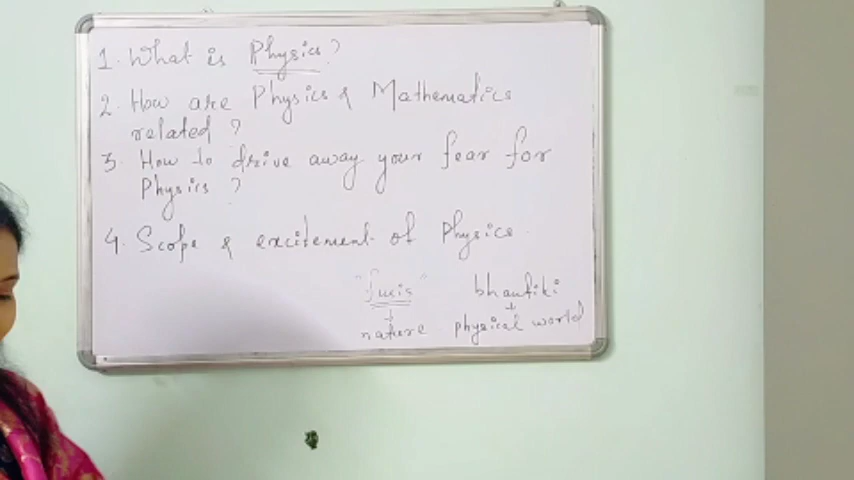 1. What is Physics?
2. How are Physics & Mathematics
related?
3. How to drive away your fear for
Physics?
4. Scope & excitement of Physics.
"fusis" bhautiki
nature physical world